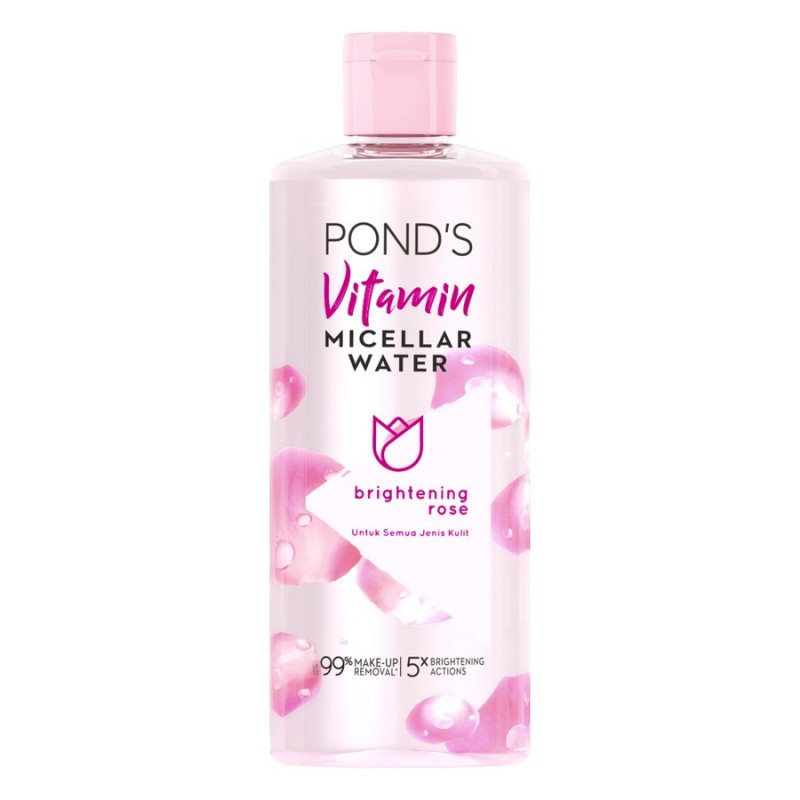 POND'S
Vitamin
MICELLAR
WATER
brightening
rose
Untuk Semua Jenis Kulit
99% MAKE-UP REMOVAL* | 5X BRIGHTENING ACTIONS